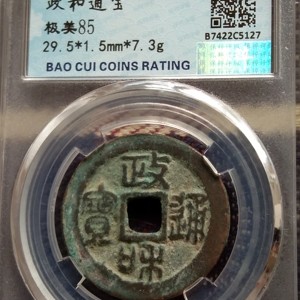 政和通宝
极美85
29.5*1.5mm*7.3g
B7422C5127
BAO CUI COINS RATING
政
寶 通
和